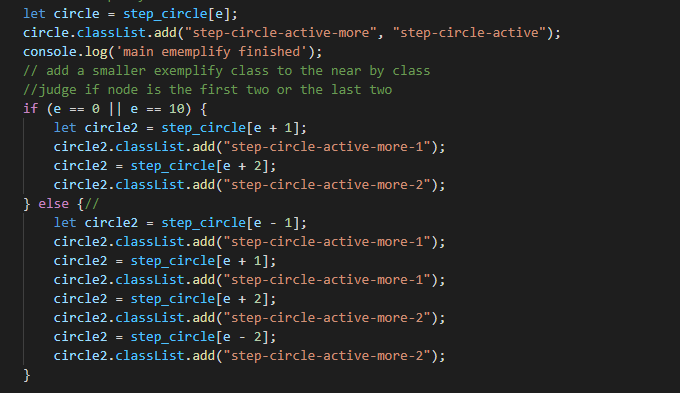 let circle = step_circle[e];
circle.classList.add("step-circle-active-more", "step-circle-active");
console.log('main ememplify finished');
// add a smaller exemplify class to the near by class
//judge if node is the first two or the last two
if (e == 0 || e == 10) {
let circle2 = step_circle[e + 1];
circle2.classList.add("step-circle-active-more-1");
circle2 = step_circle[e + 2];
circle2.classList.add("step-circle-active-more-2");
} else {//
let circle2 = step_circle[e - 1];
circle2.classList.add("step-circle-active-more-1");
circle2 = step_circle[e + 1];
circle2.classList.add("step-circle-active-more-1");
circle2 = step_circle[e + 2];
circle2.classList.add("step-circle-active-more-2");
circle2 = step_circle[e - 2];
circle2.classList.add("step-circle-active-more-2");
}